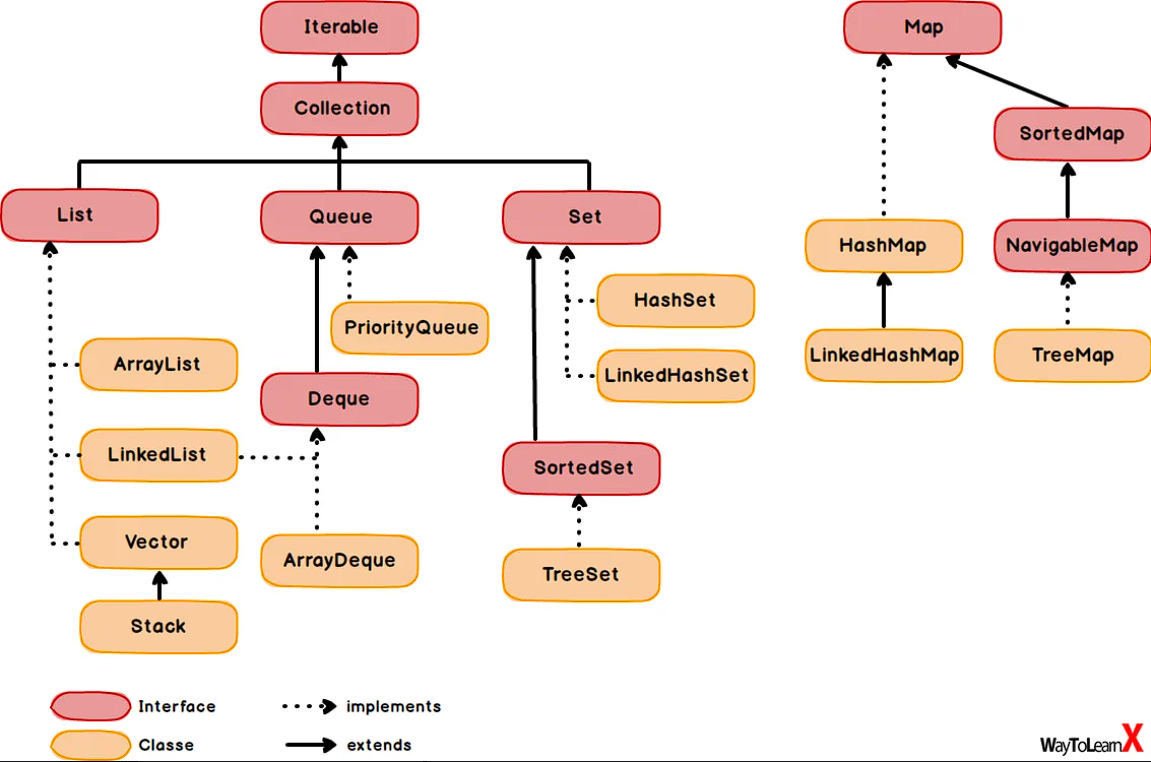 Iterable
Map
Collection
SortedMap
List
Queue
Set
HashMap
NavigableMap
HashSet
PriorityQueue
LinkedHashMap
TreeMap
ArrayList
LinkedHashSet
Deque
LinkedList
SortedSet
Vector
ArrayDeque
TreeSet
Stack
Interface
implements
Classe
extends
WayToLearnX